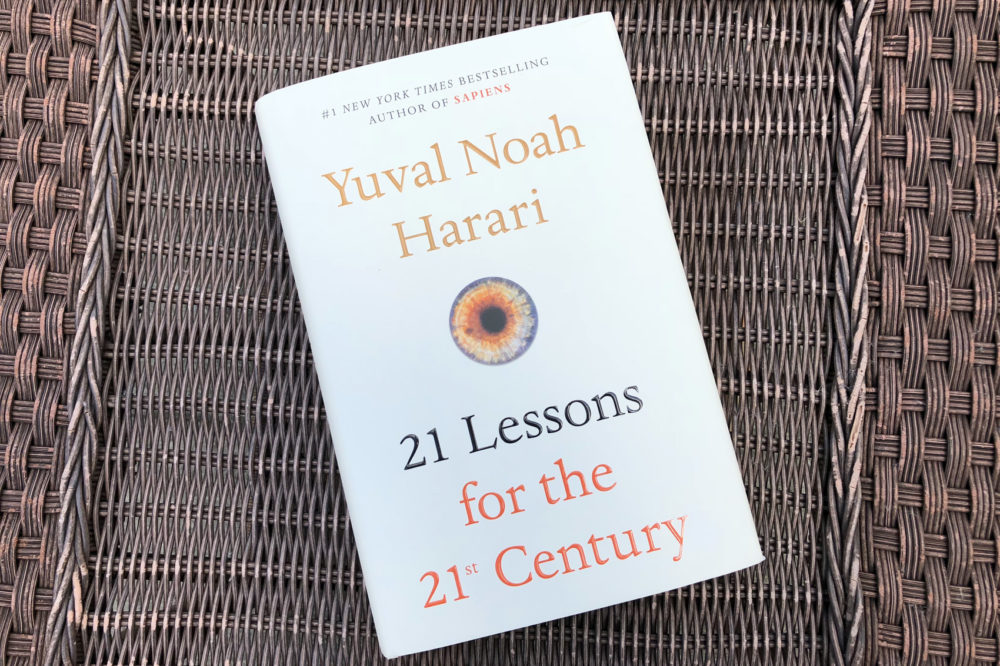 #1 NEW YORK TIMES BESTSELLING
AUTHOR OF SAPIENS
Yuval Noah
Harari
21 Lessons
for the
21st Century